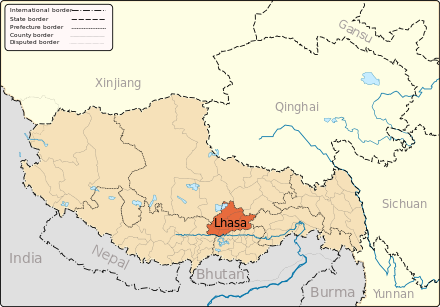 International border
State border
Prefecture border
County border
Disputed border
Gansu
Xinjiang
Qinghai
Sichuan
Lhasa
India
Nepal
Bhutan
Burma
Yunnan